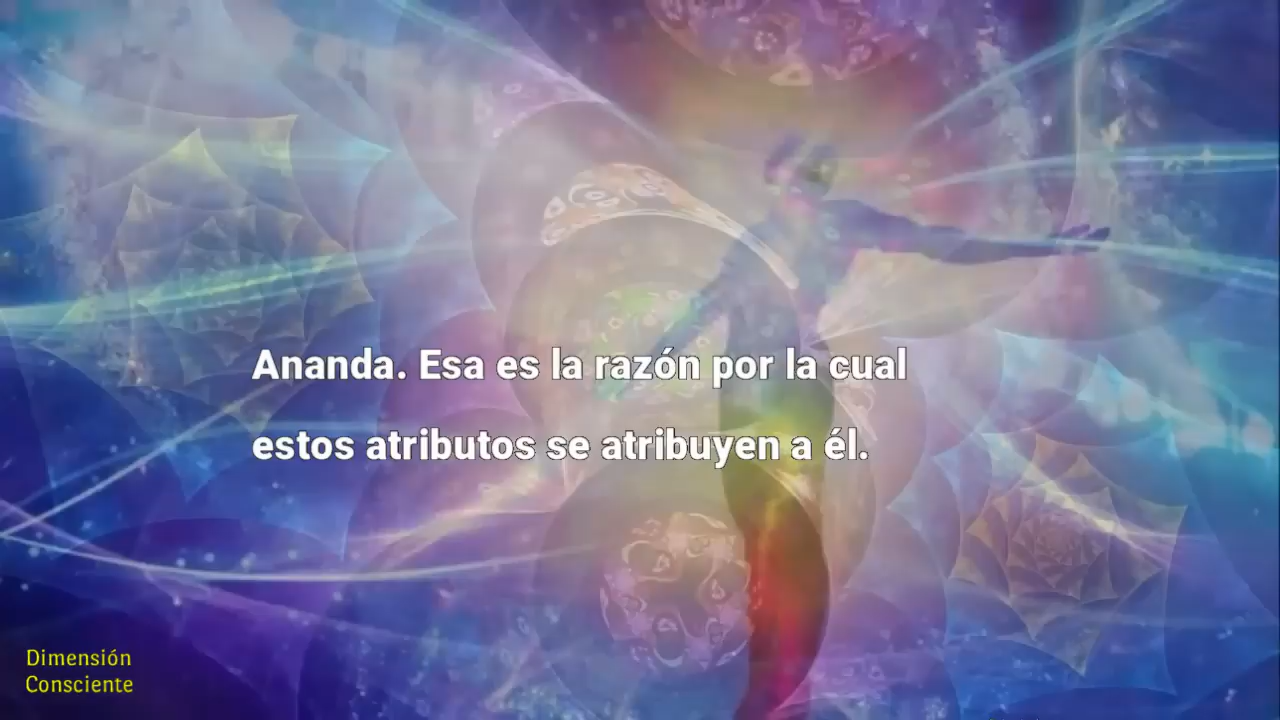 Ananda. Esa es la razón por la cual
estos atributos se atribuyen a él.
Dimensión
Consciente